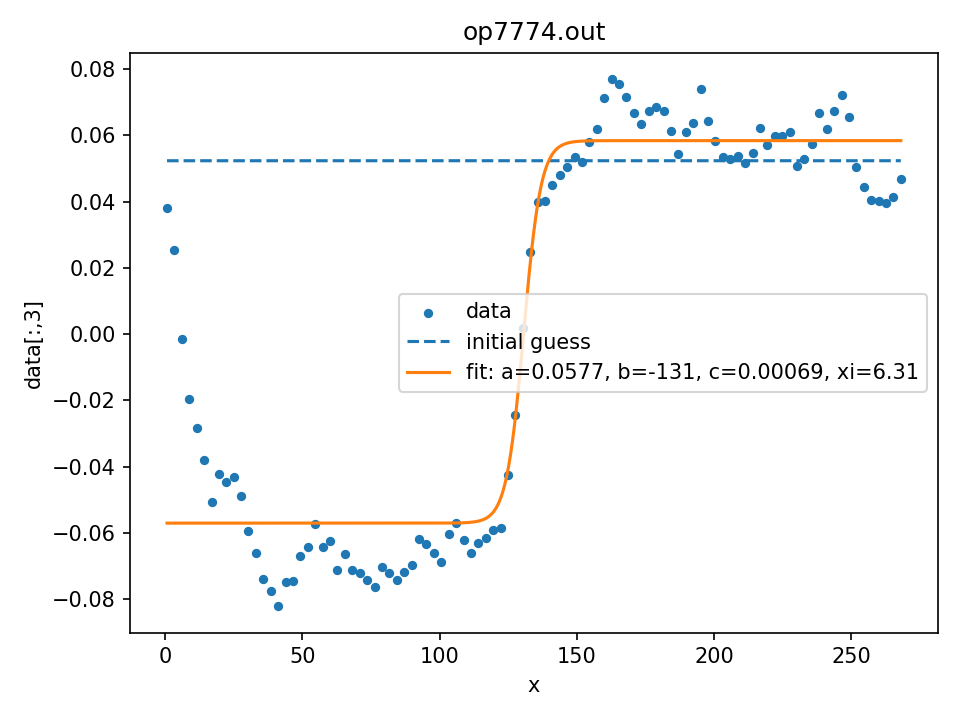 op7774.out
0.08
0.06
0.04
0.02
0.00
−0.02
−0.04
−0.06
−0.08
data[:,3]
data
initial guess
fit: a=0.0577, b=-131, c=0.00069, xi=6.31
0 50 100 150 200 250
x